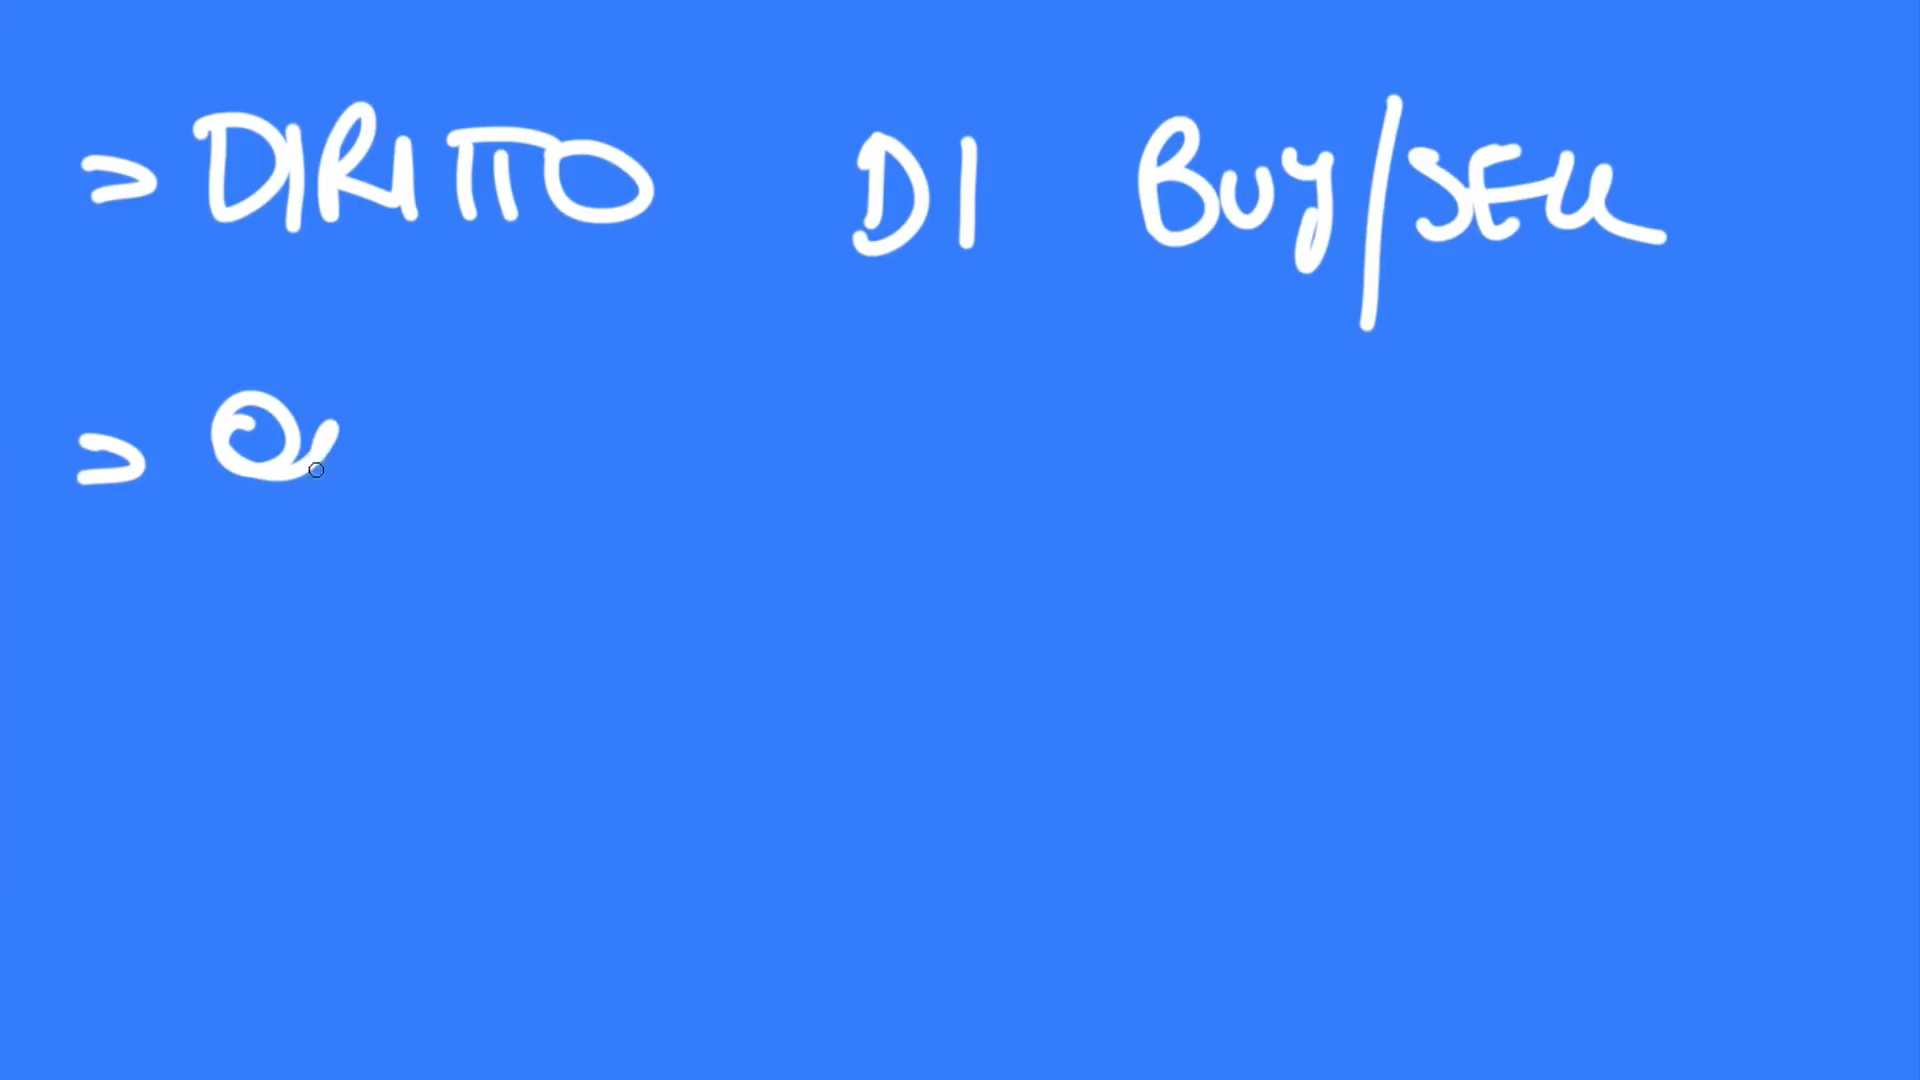 > DIRITTO DI BUY/SELL
>